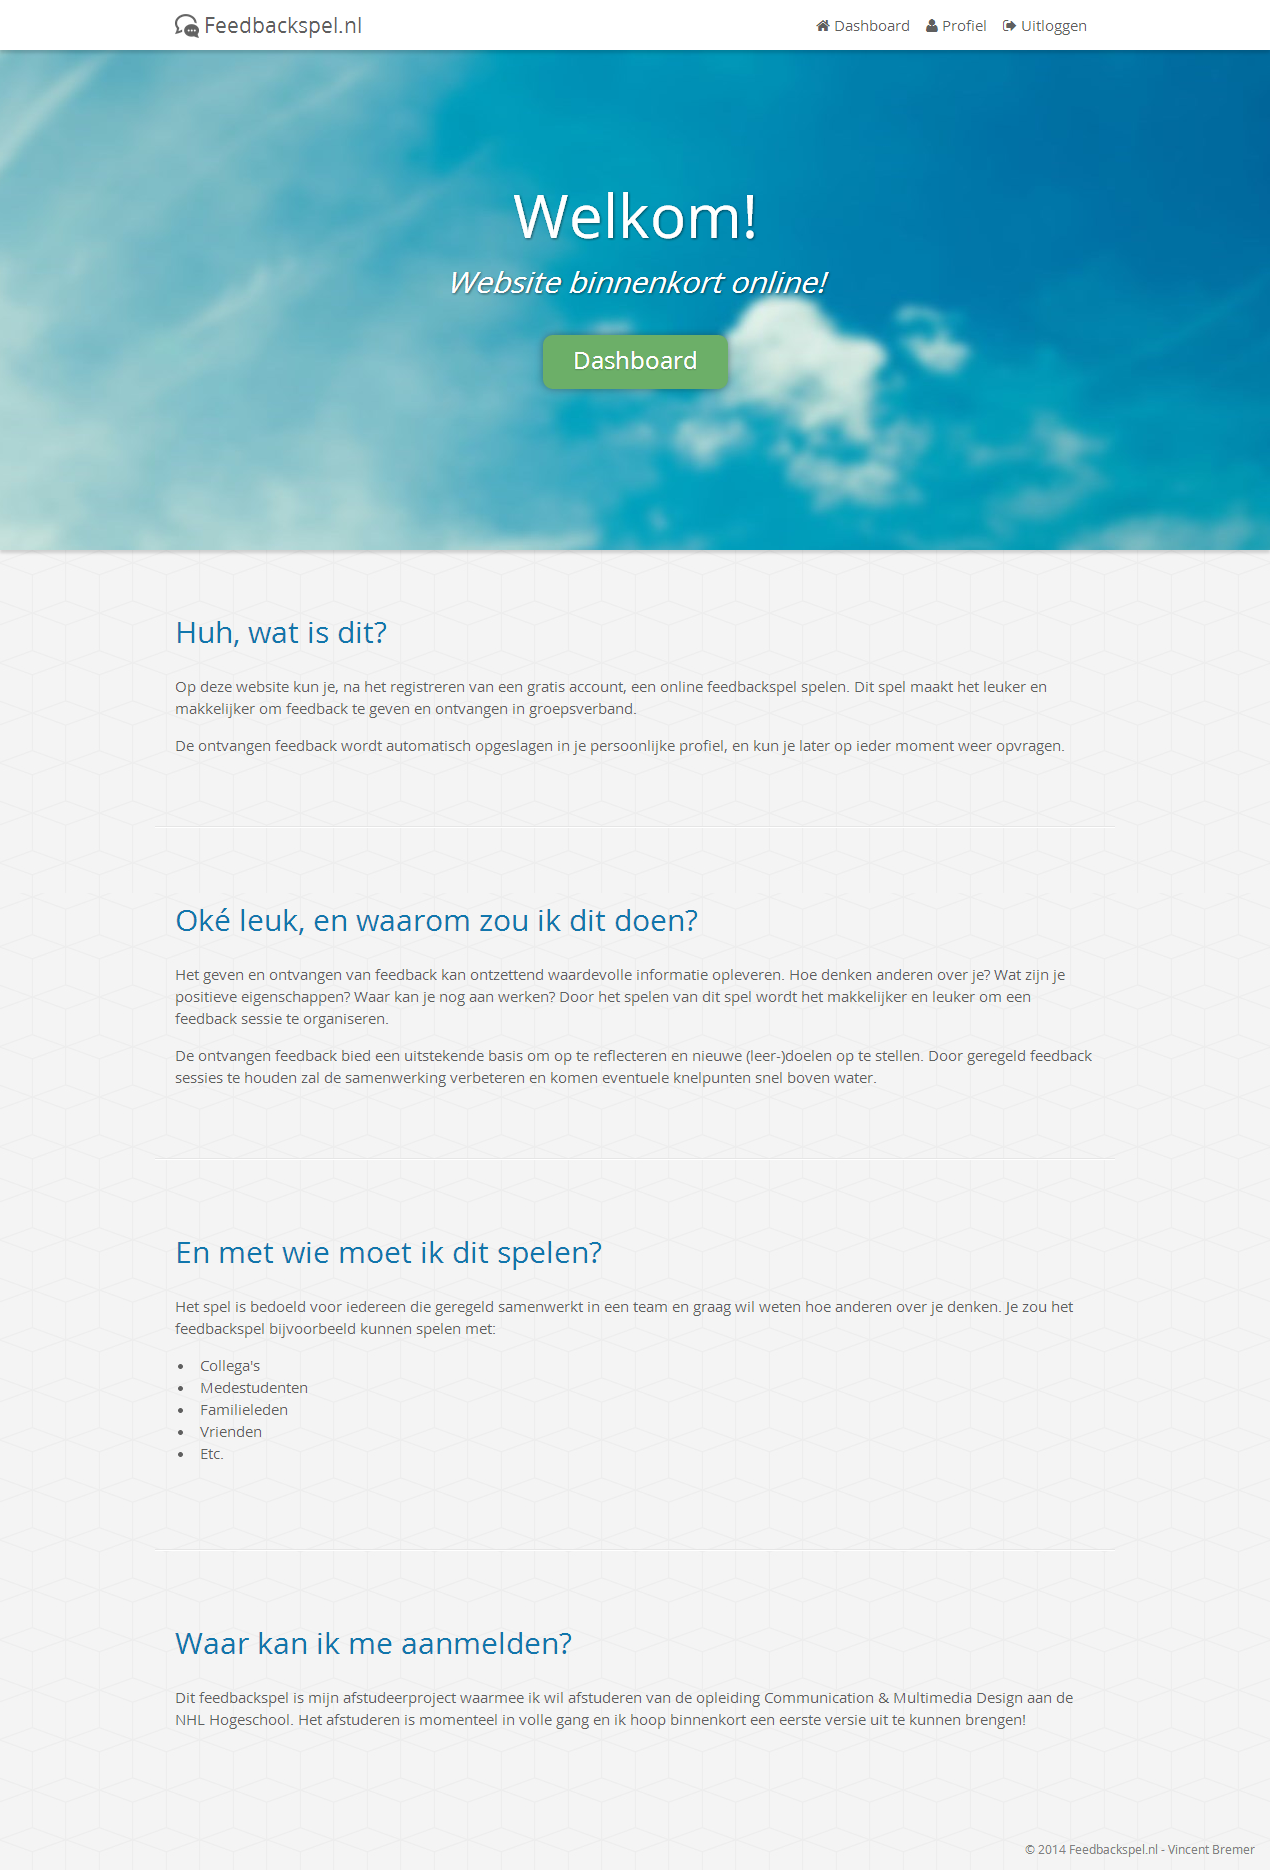 Feedbackspel.nl
Dashboard Profiel Uitloggen
Welkom!
Website binnenkort online!
Dashboard
Huh, wat is dit?
Op deze website kun je, na het registreren van een gratis account, een online feedbackspel spelen. Dit spel maakt het leuker en
makkelijker om feedback te geven en ontvangen in groepsverband.
De ontvangen feedback wordt automatisch opgeslagen in je persoonlijke profiel, en kun je later op ieder moment weer opvragen.
Oké leuk, en waarom zou ik dit doen?
Het geven en ontvangen van feedback kan ontzettend waardevolle informatie opleveren. Hoe denken anderen over je? Wat zijn je
positieve eigenschappen? Waar kan je nog aan werken? Door het spelen van dit spel wordt het makkelijker en leuker om een
feedback sessie te organiseren.
De ontvangen feedback bied een uitstekende basis om op te reflecteren en nieuwe (leer-)doelen op te stellen. Door geregeld feedback
sessies te houden zal de samenwerking verbeteren en komen eventuele knelpunten snel boven water.
En met wie moet ik dit spelen?
Het spel is bedoeld voor iedereen die geregeld samenwerkt in een team en graag wil weten hoe anderen over je denken. Je zou het
feedbackspel bijvoorbeeld kunnen spelen met:
• Collega's
• Medestudenten
• Familieleden
• Vrienden
• Etc.
Waar kan ik me aanmelden?
Dit feedbackspel is mijn afstudeerproject waarmee ik wil afstuderen van de opleiding Communication & Multimedia Design aan de
NHL Hogeschool. Het afstuderen is momenteel in volle gang en ik hoop binnenkort een eerste versie uit te kunnen brengen!
© 2014 Feedbackspel.nl - Vincent Bremer